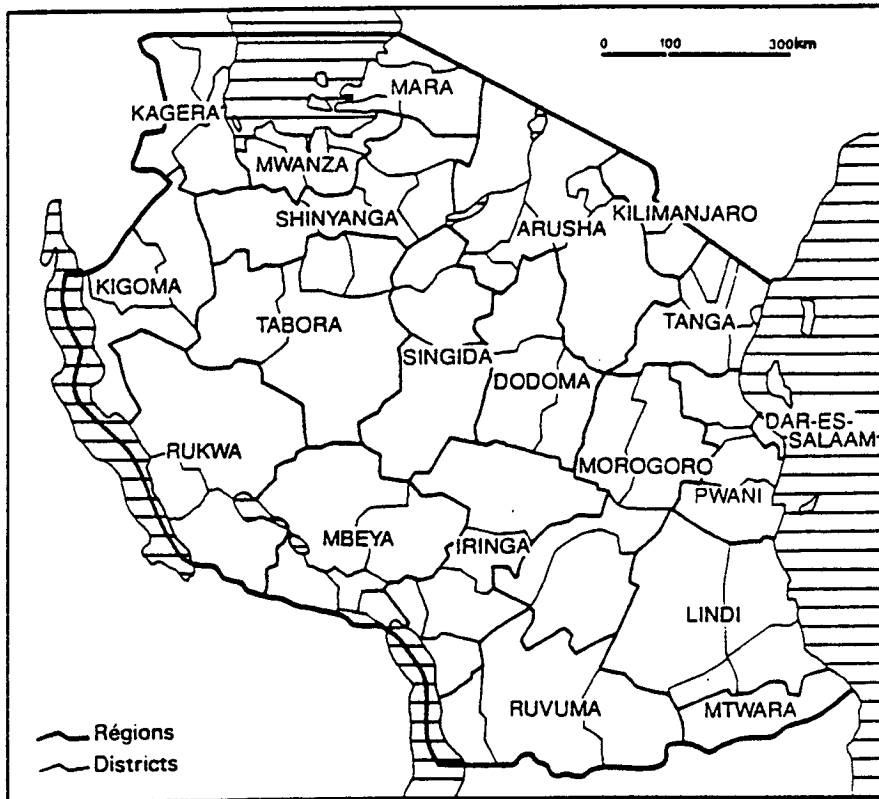 0 100 300km
MARA
KAGERA
MWANZA
SHINYANGA
ARUSHA
KILIMANJARO
KIGOMA
TABORA
TANGA
SINGIDA
DODOMA
DAR-ES-
SALAAM
RUKWA
MOROGORO
PWANI
MBEYA
IRINGA
LINDI
RUVUMA
MTWARA
Régions
Districts